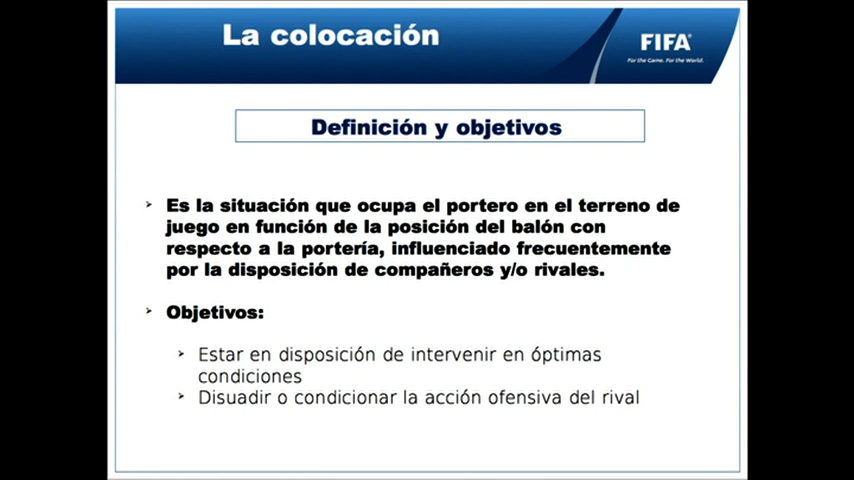 La colocación
FIFA®
For the Game. For the World.
Definición y objetivos
Es la situación que ocupa el portero en el terreno de
juego en función de la posición del balón con
respecto a la portería, influenciado frecuentemente
por la disposición de compañeros y/o rivales.
Objetivos:
Estar en disposición de intervenir en óptimas
condiciones
Disuadir o condicionar la acción ofensiva del rival